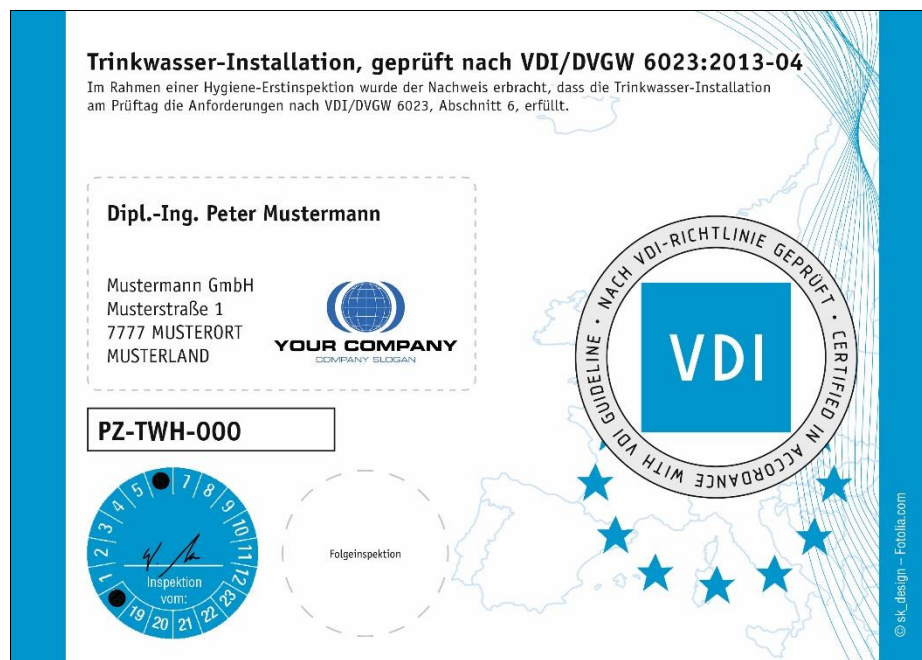 Trinkwasser-Installation, geprüft nach VDI/DVGW 6023:2013-04
Im Rahmen einer Hygiene-Erstinspektion wurde der Nachweis erbracht, dass die Trinkwasser-Installation
am Prüftag die Anforderungen nach VDI/DVGW 6023, Abschnitt 6, erfüllt.
Dipl.-Ing. Peter Mustermann
Mustermann GmbH
Musterstraße 1
7777 MUSTERORT
MUSTERLAND
YOUR COMPANY
COMPANY SLOGAN
NACH VDI-RICHTLINIE GEPRÜFT • CERTIFIED IN ACCORDANCE WITH VDI GUIDELINE •
VDI
PZ-TWH-000
1 2 3 4 5 7 8 9 10 11 12
Inspektion
vom:
19 20 21 22 23
Folgeinspektion
© sk_design – Fotolia.com